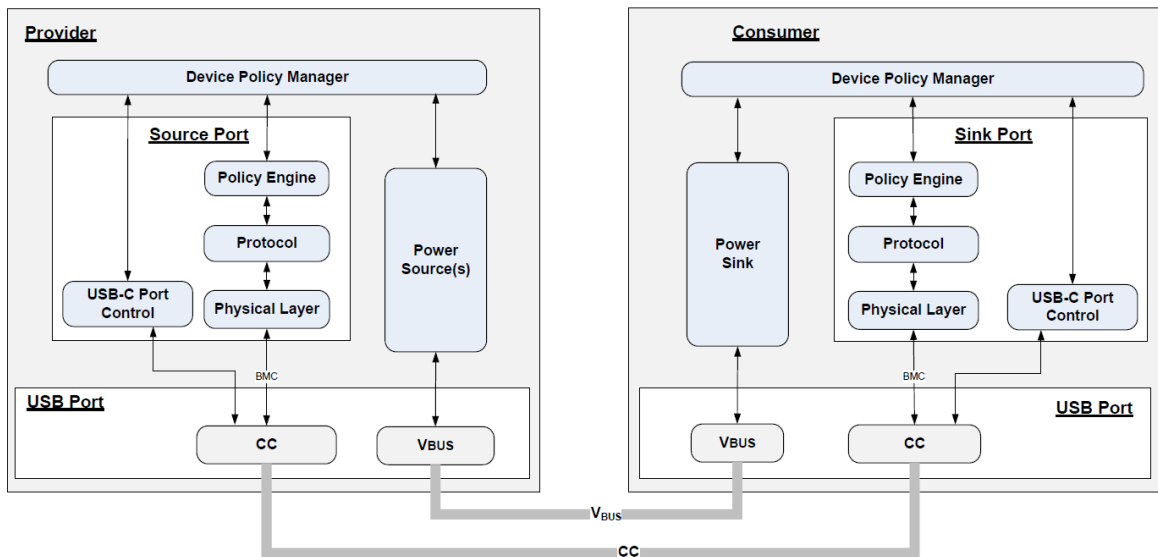 Provider
Device Policy Manager
Source Port
Policy Engine
Protocol
Physical Layer
USB-C Port
Control
Power
Source(s)
BMC
USB Port
CC
VBUS
Consumer
Device Policy Manager
Sink Port
Power
Sink
Policy Engine
Protocol
Physical Layer
USB-C Port
Control
BMC
USB Port
VBUS
CC
VBUS
CC